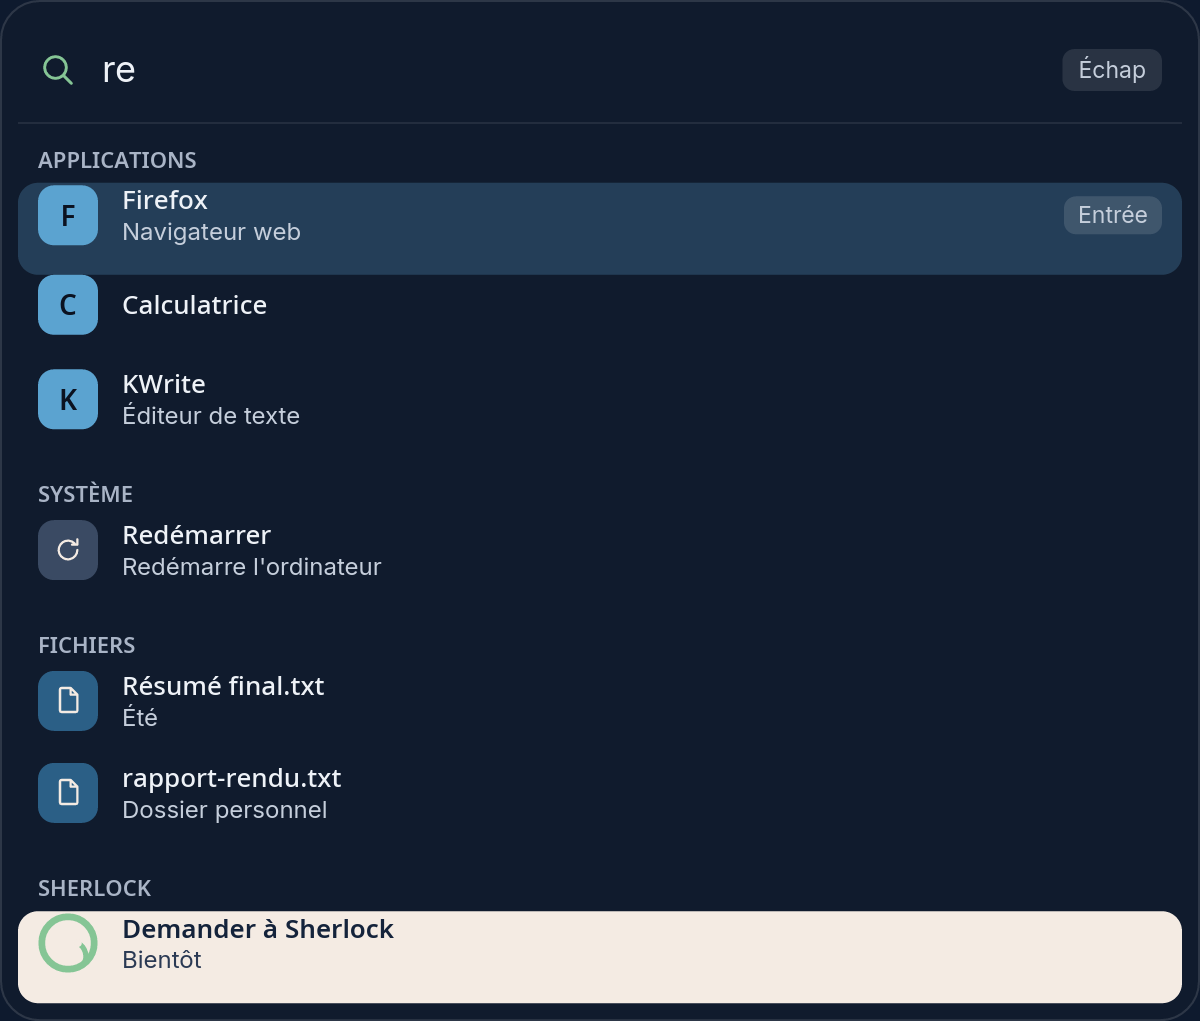 re
Échap
APPLICATIONS
F
Firefox
Navigateur web
Entrée
C
Calculatrice
K
KWrite
Éditeur de texte
SYSTÈME
Redémarrer
Redémarre l'ordinateur
FICHIERS
Résumé final.txt
Été
rapport-rendu.txt
Dossier personnel
SHERLOCK
Demander à Sherlock
Bientôt